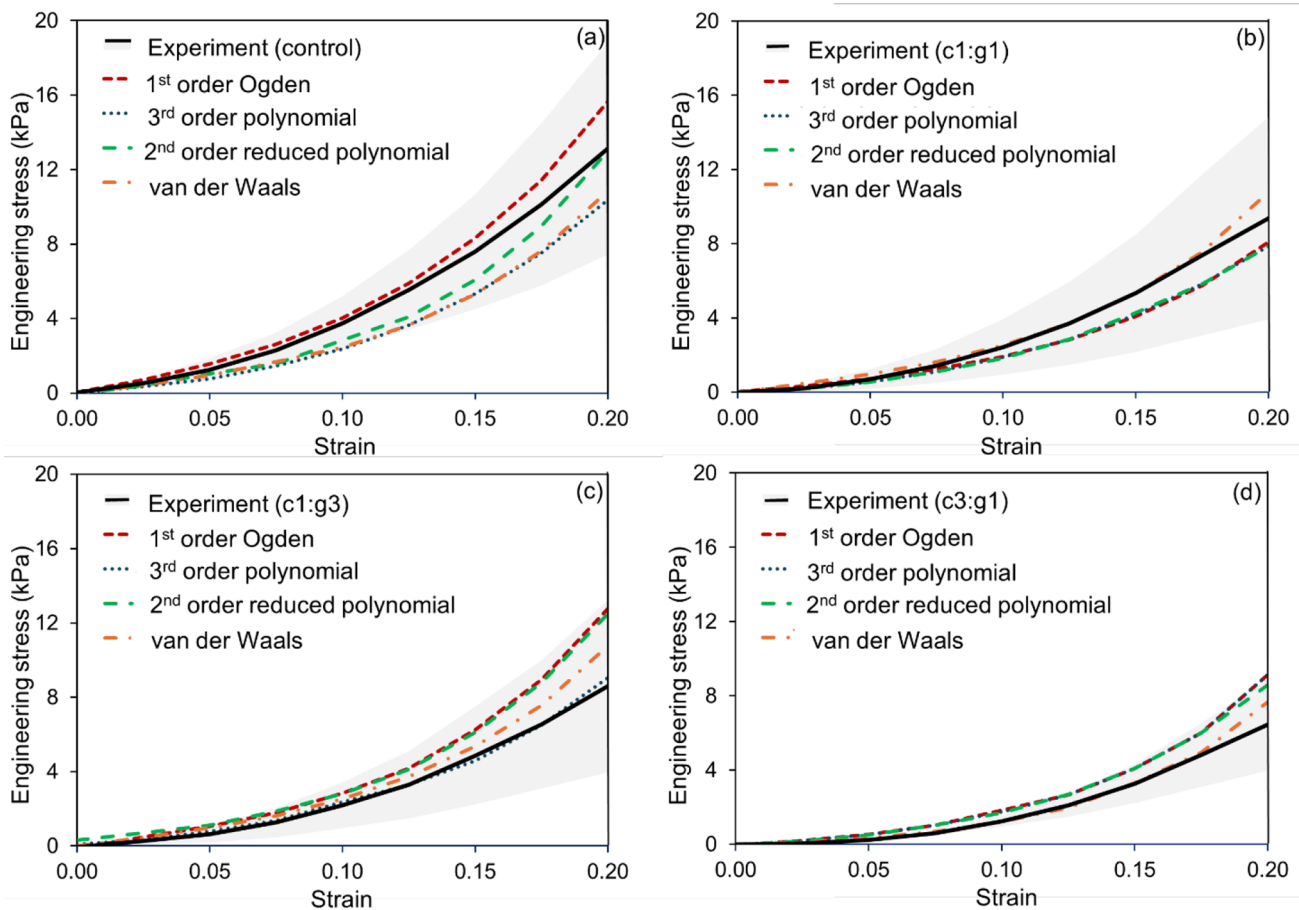 20
16
12
8
4
0
Engineering stress (kPa)
(a)
Experiment (control)
1st order Ogden
3rd order polynomial
2nd order reduced polynomial
van der Waals
0.00 0.05 0.10 0.15 0.20
Strain
20
16
12
8
4
0
Engineering stress (kPa)
(b)
Experiment (c1:g1)
1st order Ogden
3rd order polynomial
2nd order reduced polynomial
van der Waals
0.00 0.05 0.10 0.15 0.20
Strain
20
16
12
8
4
0
Engineering stress (kPa)
(c)
Experiment (c1:g3)
1st order Ogden
3rd order polynomial
2nd order reduced polynomial
van der Waals
0.00 0.05 0.10 0.15 0.20
Strain
20
16
12
8
4
0
Engineering stress (kPa)
(d)
Experiment (c3:g1)
1st order Ogden
3rd order polynomial
2nd order reduced polynomial
van der Waals
0.00 0.05 0.10 0.15 0.20
Strain